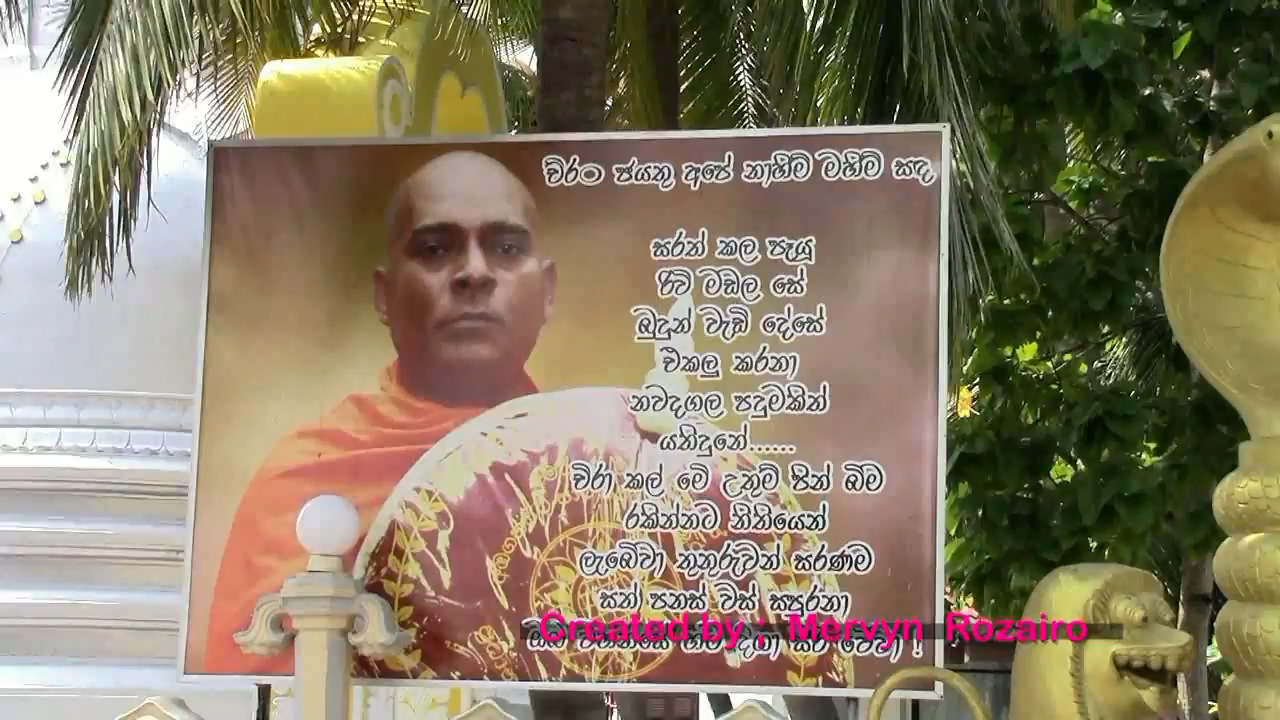 චිරං ජයතු අපේ නාහිමි මහිමි සඳ
සරත් කල පෑයූ
රිවි මඬල සේ
බුදුන් වැඩි දේසේ
එකලු කරනා
නවදගල පදුමකිත්
යතිදුනේ......
චිරා කල් මේ උතුම් පින් බිම
රකින්නට නිතියෙන්
ලැබේවා තුනුරුවන් සරණම
සත් පනස් වස් සපුරනා
Created by ; Mervyn Rozairo